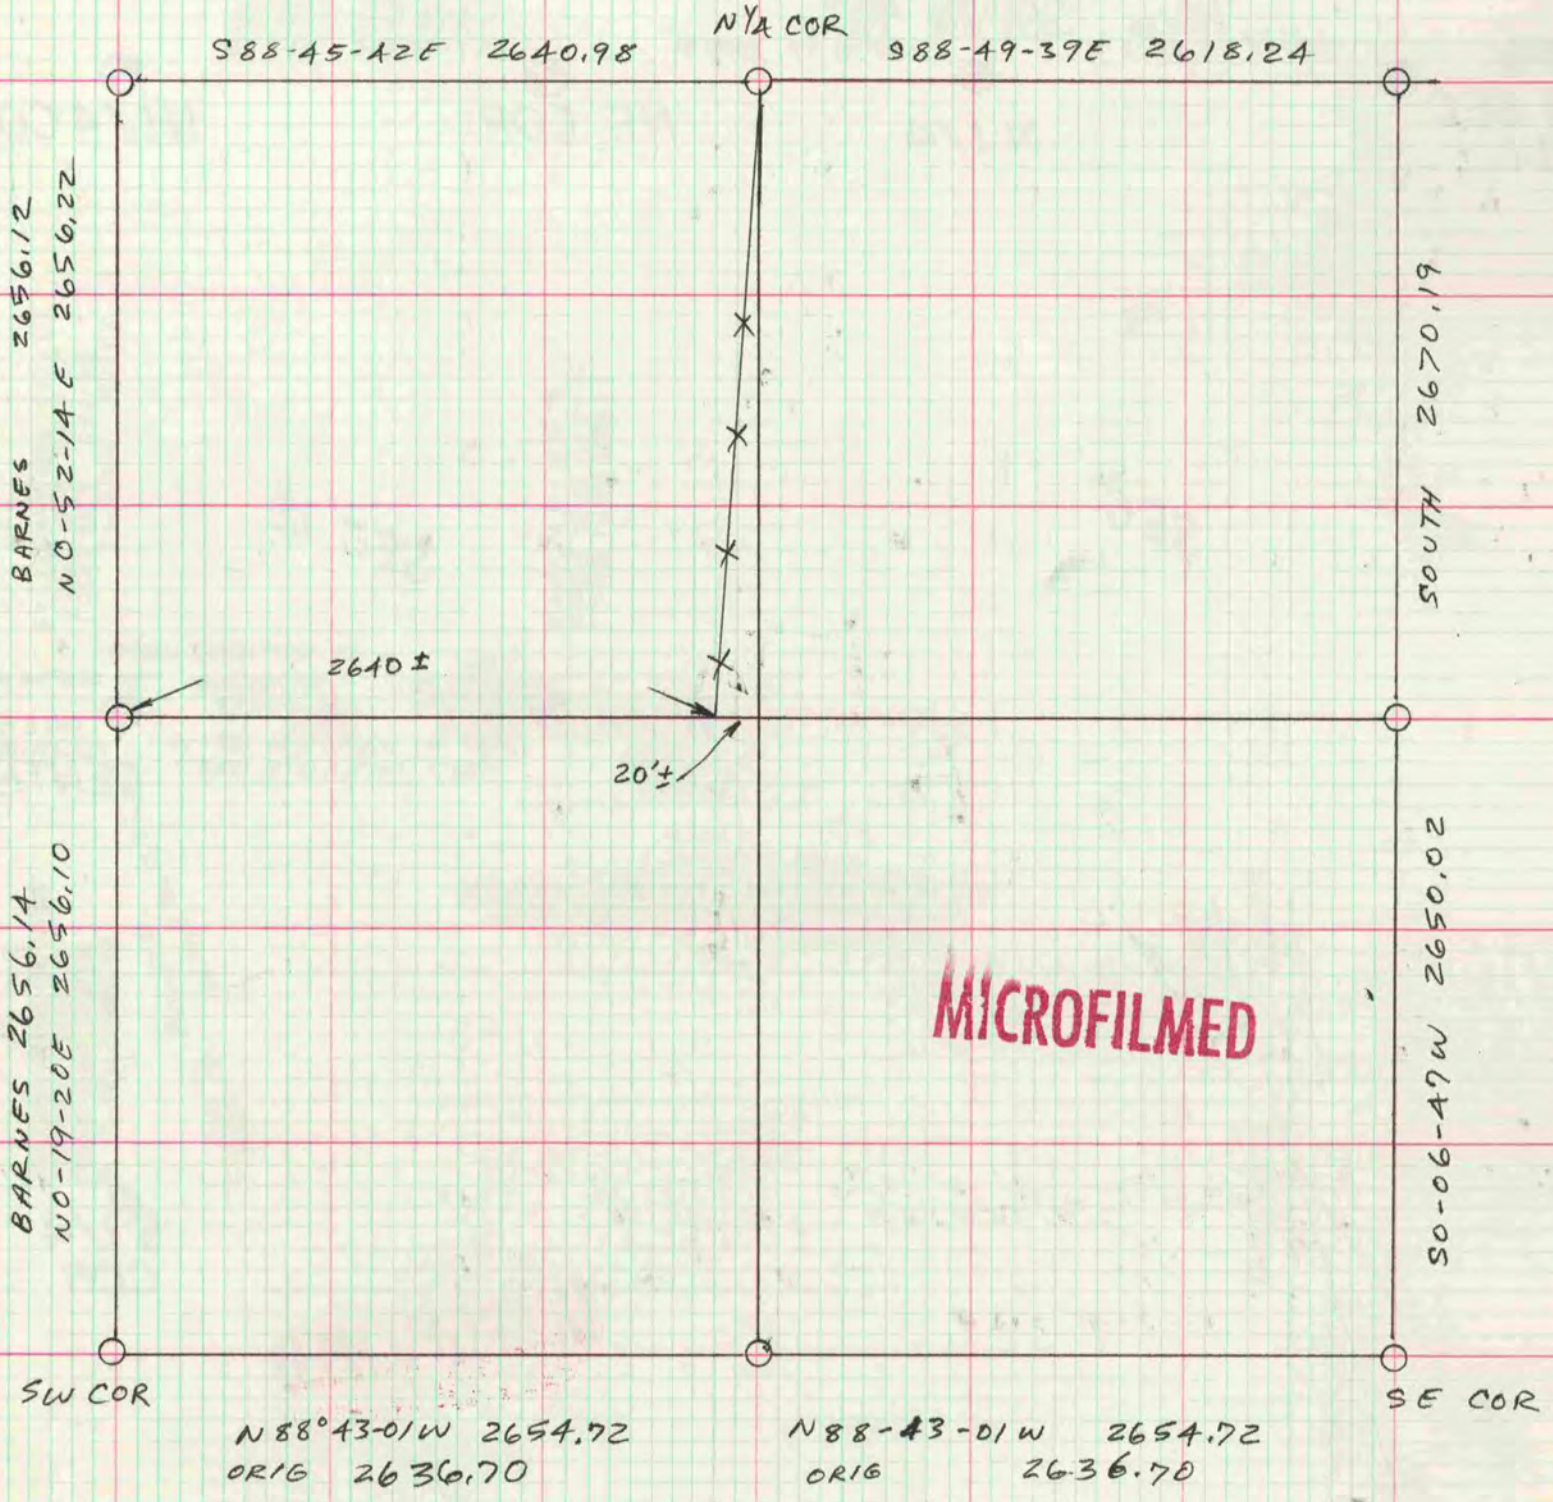 N 1/4 COR
S88-45-42E 2640.98
S88-49-39E 2618.24
BARNES 2656.12
N0-52-14E 2656.22
SOUTH 2670.19
2640 ±
20'±
BARNES 2656.14
N0-19-20E 2656.10
S0-06-47W 2650.02
MICROFILMED
SW COR
SE COR
N88°43-01W 2654.72
ORIG 2636.70
N88-43-01W 2654.72
ORIG 2636.70